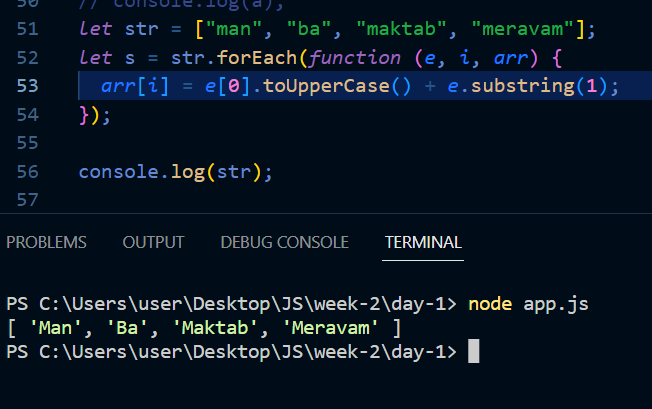 50 // console.log(a);
51 let str = ["man", "ba", "maktab", "meravam"];
52 let s = str.forEach(function (e, i, arr) {
53 arr[i] = e[0].toUpperCase() + e.substring(1);
54 });
55
56 console.log(str);
57
PROBLEMS OUTPUT DEBUG CONSOLE TERMINAL
PS C:\Users\user\Desktop\JS\week-2\day-1> node app.js
[ 'Man', 'Ba', 'Maktab', 'Meravam' ]
PS C:\Users\user\Desktop\JS\week-2\day-1>